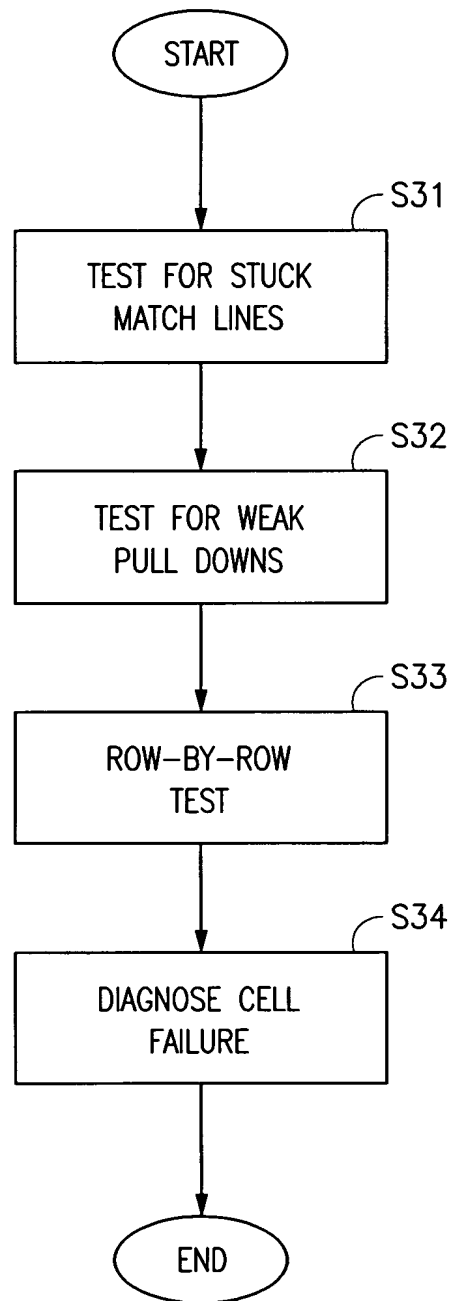 START
S31
TEST FOR STUCK
MATCH LINES
S32
TEST FOR WEAK
PULL DOWNS
S33
ROW-BY-ROW
TEST
S34
DIAGNOSE CELL
FAILURE
END